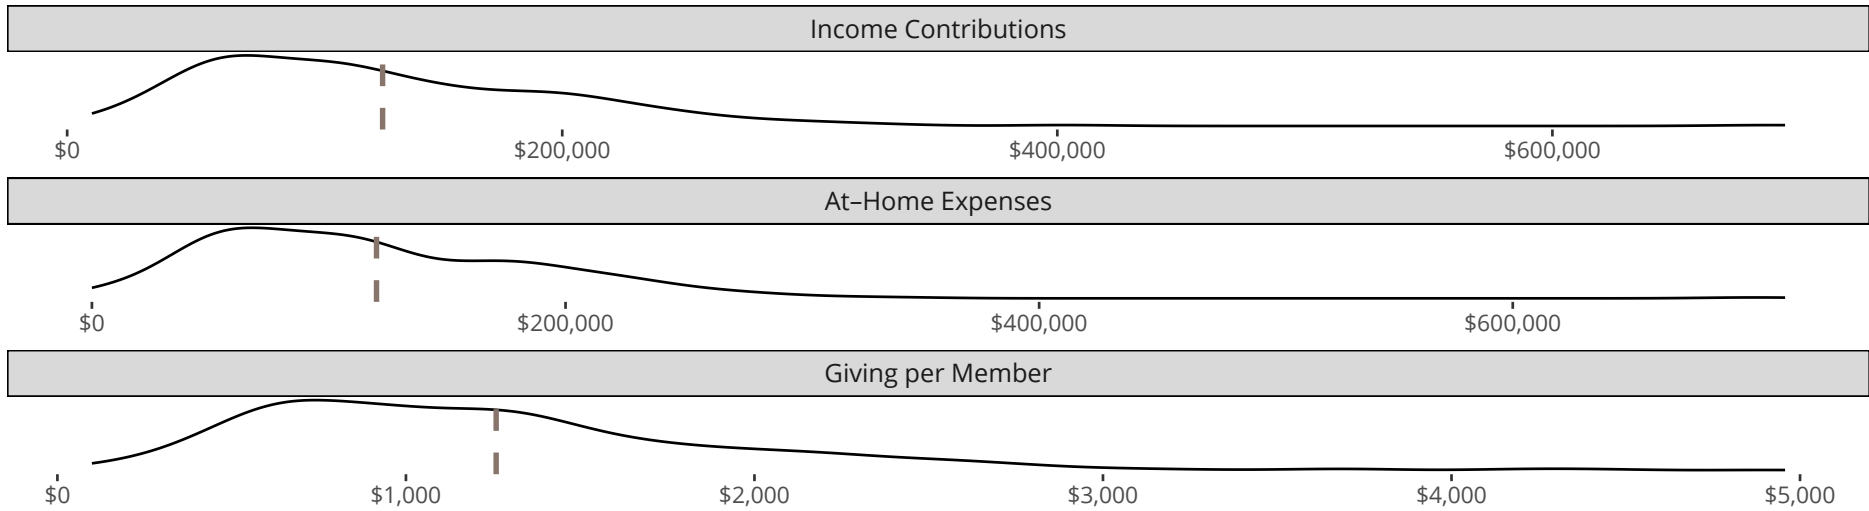 Income Contributions
$0 $200,000 $400,000 $600,000
At–Home Expenses
$0 $200,000 $400,000 $600,000
Giving per Member
$0 $1,000 $2,000 $3,000 $4,000 $5,000